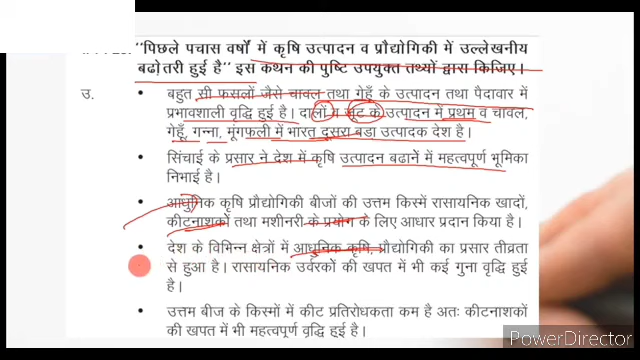 "पिछले पचास वर्षों में कृषि उत्पादन व प्रौद्योगिकी में उल्लेखनीय
बढ़ोतरी हुई है" इस कथन की पुष्टि उपयुक्त तथ्यों द्वारा किजिए।
उ.
• बहुत सी फसलों जैसे चावल तथा गेहूँ के उत्पादन तथा पैदावार में
प्रभावशाली वृद्धि हुई है। दालों व जूट के उत्पादन में प्रथम व चावल,
गेहूँ, गन्ना, मूंगफली में भारत दूसरा बडा उत्पादक देश है।
• सिंचाई के प्रसार ने देश में कृषि उत्पादन बढाने में महत्वपूर्ण भूमिका
निभाई है।
• आधुनिक कृषि प्रौद्योगिकी बीजों की उत्तम किस्में रासायनिक खादों,
कीटनाशकों तथा मशीनरी के प्रयोग के लिए आधार प्रदान किया है।
• देश के विभिन्न क्षेत्रों में आधुनिक कृषि, प्रौद्योगिकी का प्रसार तीव्रता
से हुआ है। रासायनिक उर्वरकों की खपत में भी कई गुना वृद्धि हुई
है।
• उत्तम बीज के किस्मों में कीट प्रतिरोधकता कम है अतः कीटनाशकों
की खपत में भी महत्वपूर्ण वृद्धि हुई है।
PowerDirector